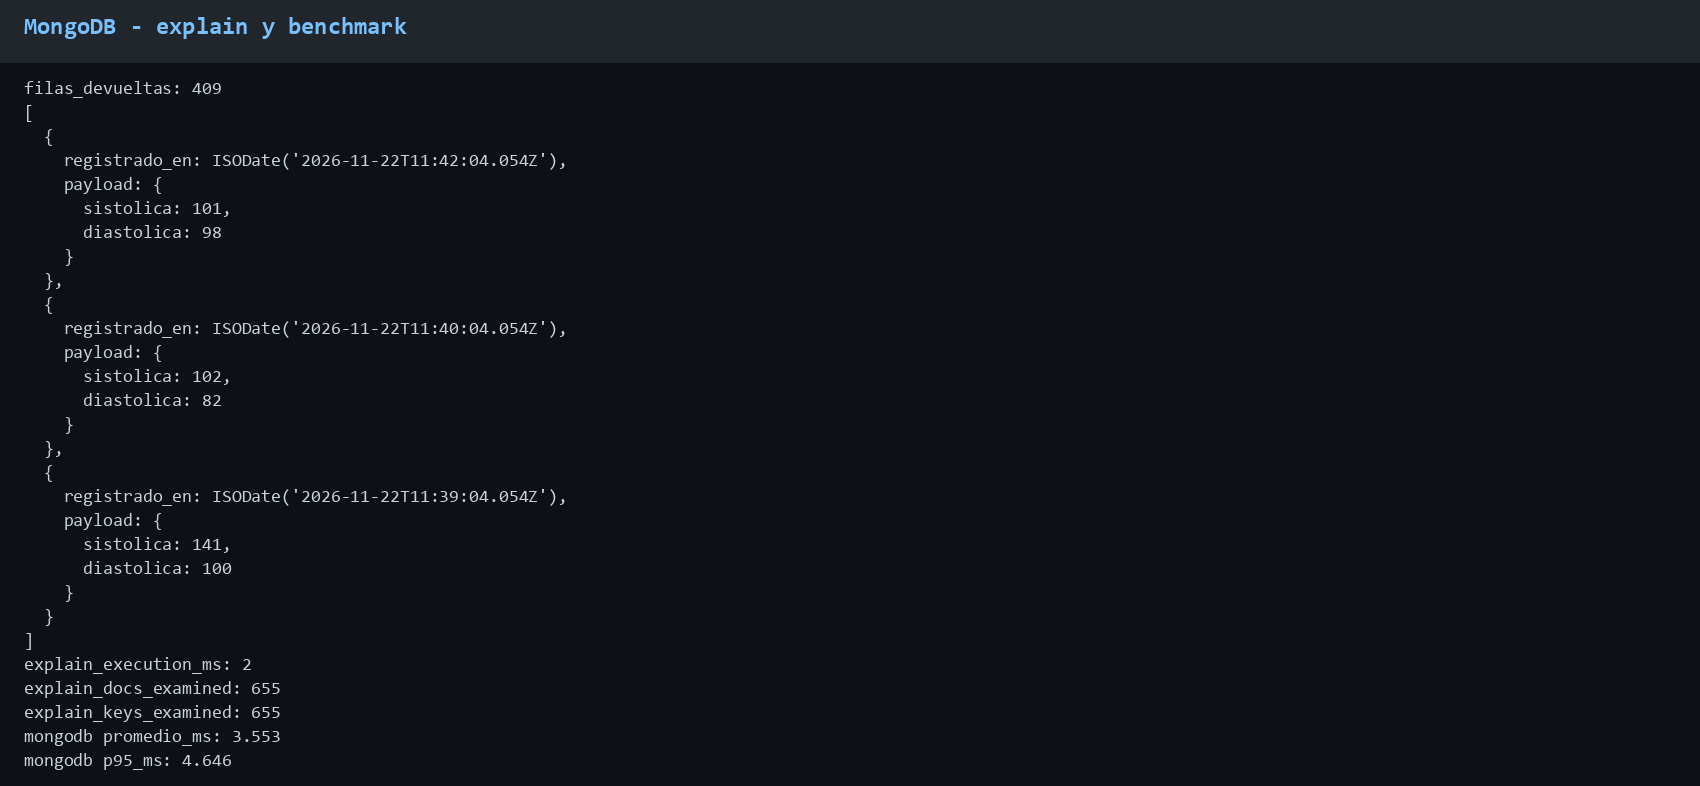 MongoDB - explain y benchmark
filas_devueltas: 409
[
  {
    registrado_en: ISODate('2026-11-22T11:42:04.054Z'),
    payload: {
      sistolica: 101,
      diastolica: 98
    }
  },
  {
    registrado_en: ISODate('2026-11-22T11:40:04.054Z'),
    payload: {
      sistolica: 102,
      diastolica: 82
    }
  },
  {
    registrado_en: ISODate('2026-11-22T11:39:04.054Z'),
    payload: {
      sistolica: 141,
      diastolica: 100
    }
  }
]
explain_execution_ms: 2
explain_docs_examined: 655
explain_keys_examined: 655
mongodb promedio_ms: 3.553
mongodb p95_ms: 4.646